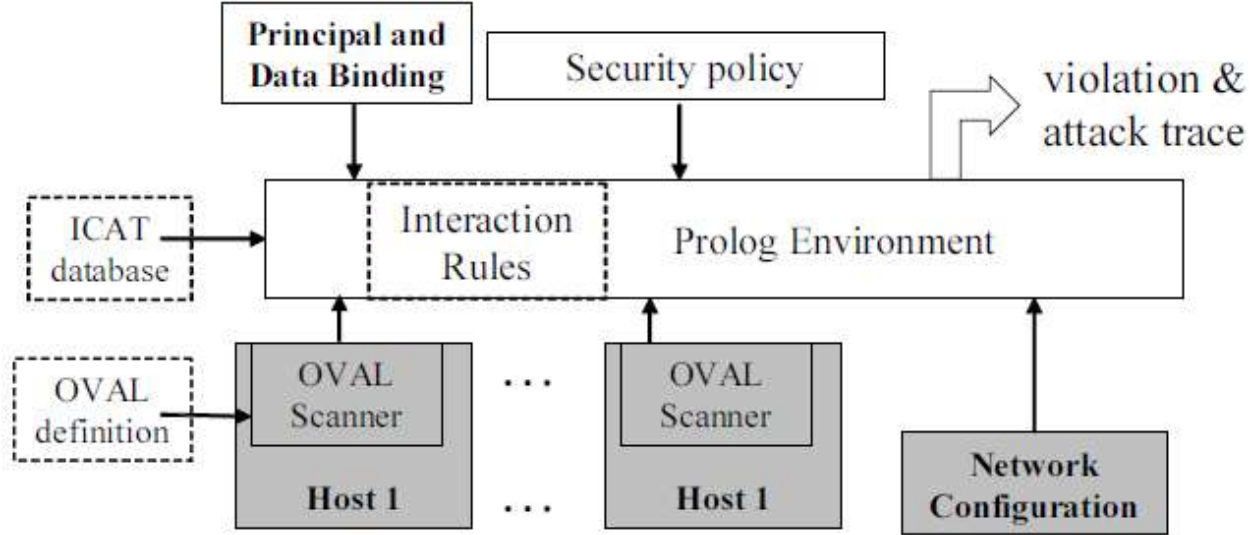 Principal and
Data Binding
Security policy
violation &
attack trace
ICAT
database
Interaction
Rules
Prolog Environment
OVAL
definition
OVAL
Scanner
Host 1
...
...
OVAL
Scanner
Host 1
Network
Configuration